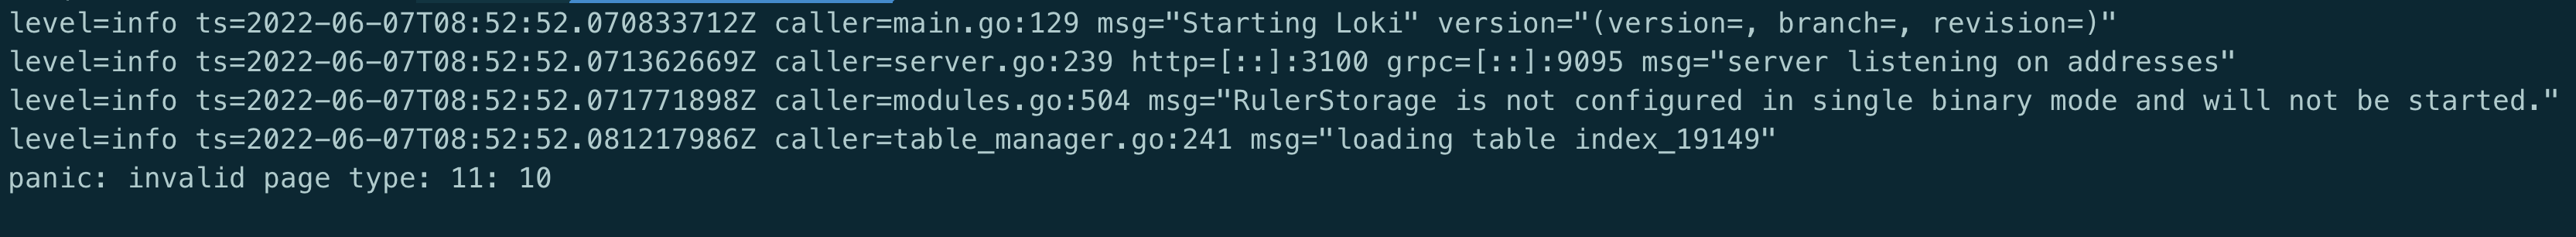 level=info ts=2022-06-07T08:52:52.070833712Z caller=main.go:129 msg="Starting Loki" version="(version=, branch=, revision=)"
level=info ts=2022-06-07T08:52:52.071362669Z caller=server.go:239 http=[::]:3100 grpc=[::]:9095 msg="server listening on addresses"
level=info ts=2022-06-07T08:52:52.071771898Z caller=modules.go:504 msg="RulerStorage is not configured in single binary mode and will not be started."
level=info ts=2022-06-07T08:52:52.081217986Z caller=table_manager.go:241 msg="loading table index_19149"
panic: invalid page type: 11: 10